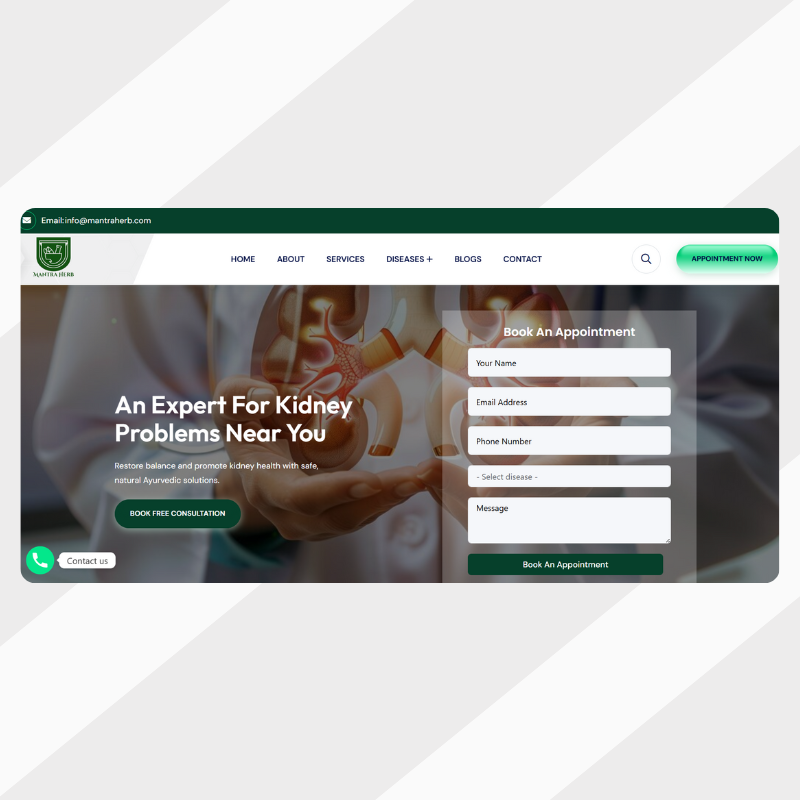 Email:info@mantraherb.com
MANTRA HERB
HOME ABOUT SERVICES DISEASES + BLOGS CONTACT APPOINTMENT NOW
An Expert For Kidney
Problems Near You
Restore balance and promote kidney health with safe,
natural Ayurvedic solutions.
BOOK FREE CONSULTATION
Contact us
Book An Appointment
Your Name
Email Address
Phone Number
- Select disease -
Message
Book An Appointment